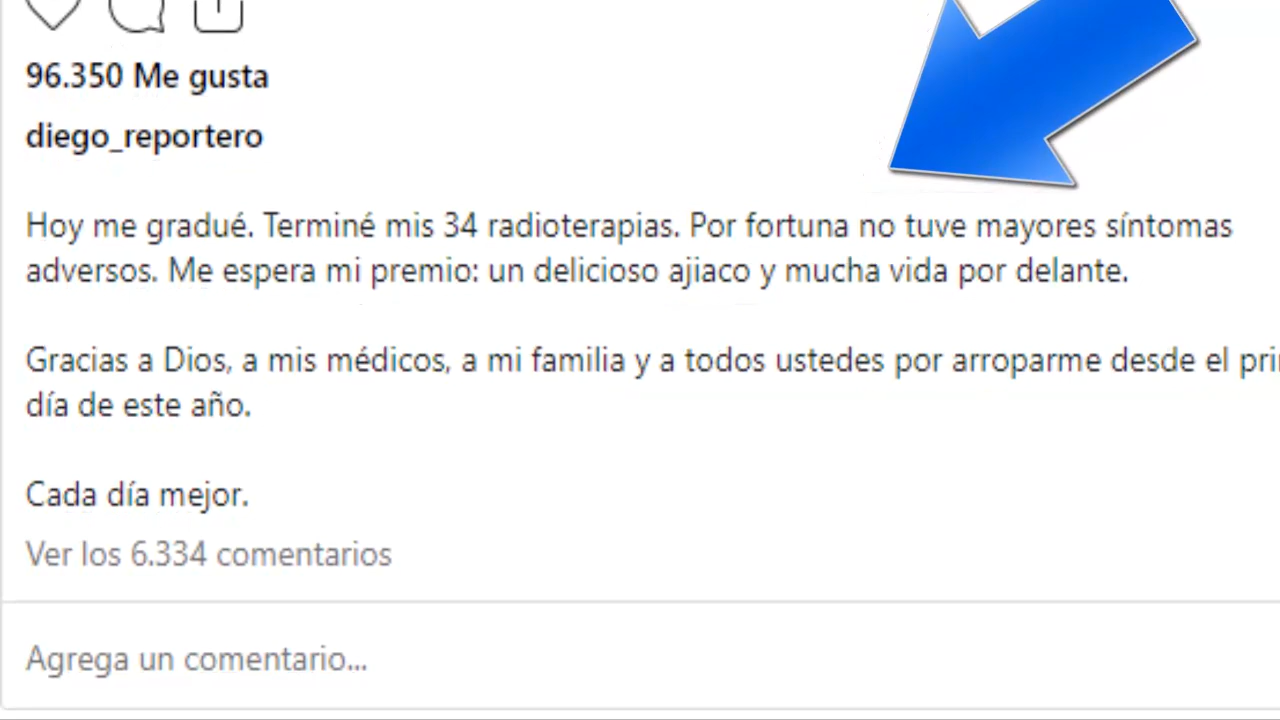 96.350 Me gusta
diego_reportero
Hoy me gradué. Terminé mis 34 radioterapias. Por fortuna no tuve mayores síntomas
adversos. Me espera mi premio: un delicioso ajiaco y mucha vida por delante.
Gracias a Dios, a mis médicos, a mi familia y a todos ustedes por arroparme desde el
día de este año.
Cada día mejor.
Ver los 6.334 comentarios
Agrega un comentario...